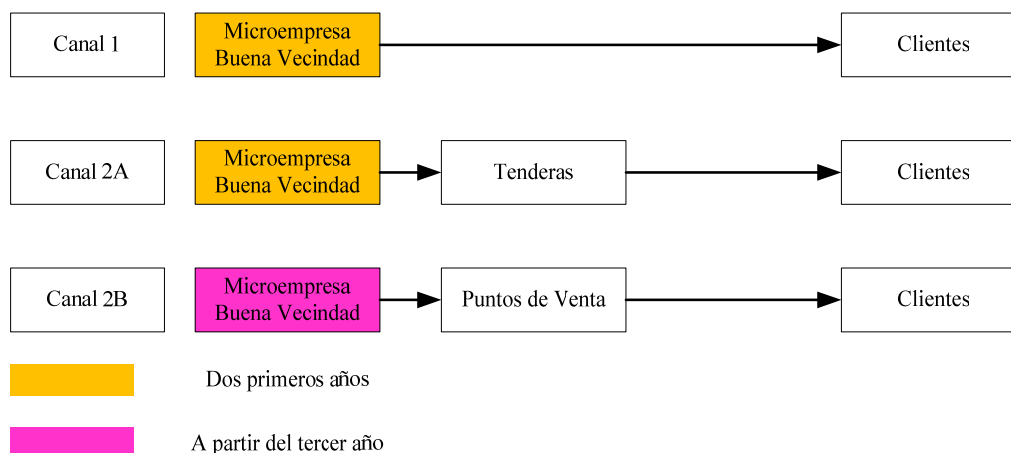 Canal 1
Microempresa
Buena Vecindad
Clientes
Canal 2A
Microempresa
Buena Vecindad
Tenderas
Clientes
Canal 2B
Microempresa
Buena Vecindad
Puntos de Venta
Clientes
Dos primeros años
A partir del tercer año